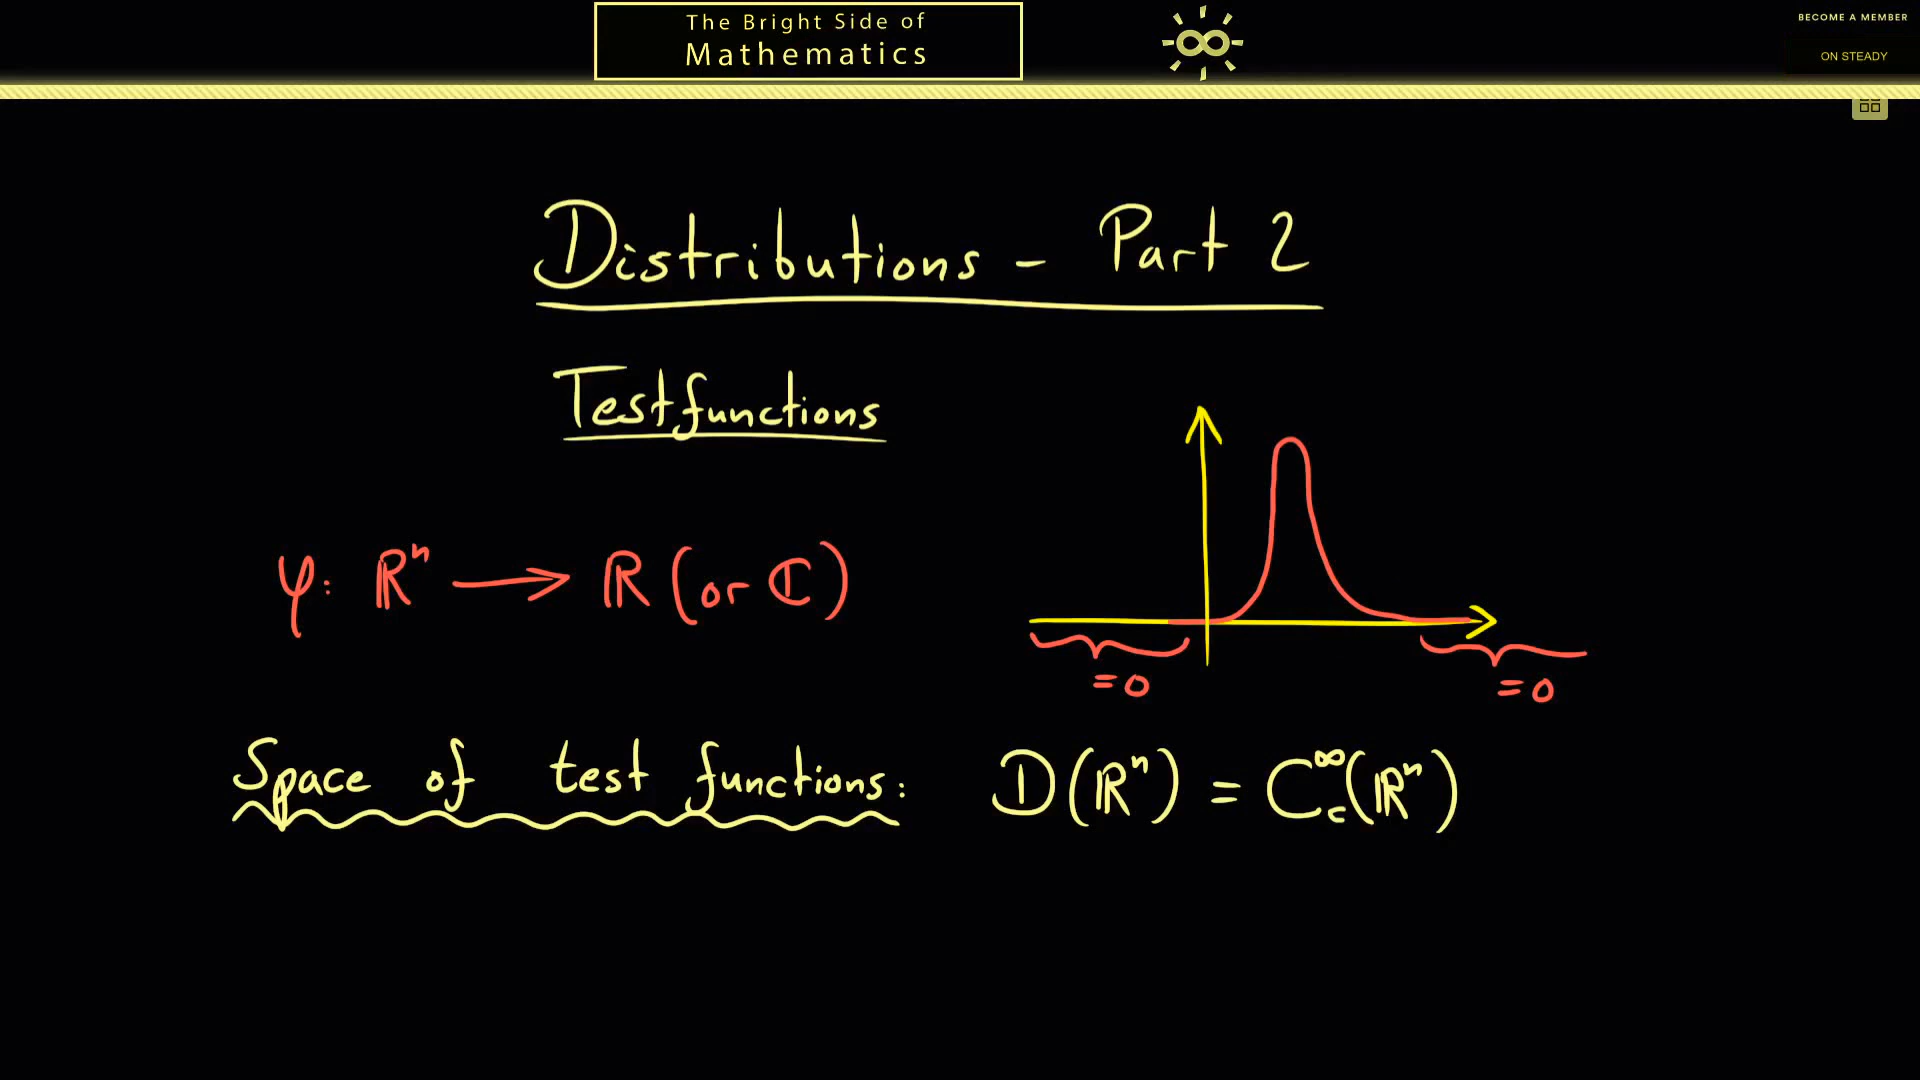 The Bright Side of
Mathematics
BECOME A MEMBER
ON STEADY
Distributions - Part 2
Testfunctions
φ: ℝⁿ ⟶ ℝ (or ℂ)
= 0
= 0
Space of test functions: D(ℝⁿ) = C_c^∞(ℝⁿ)